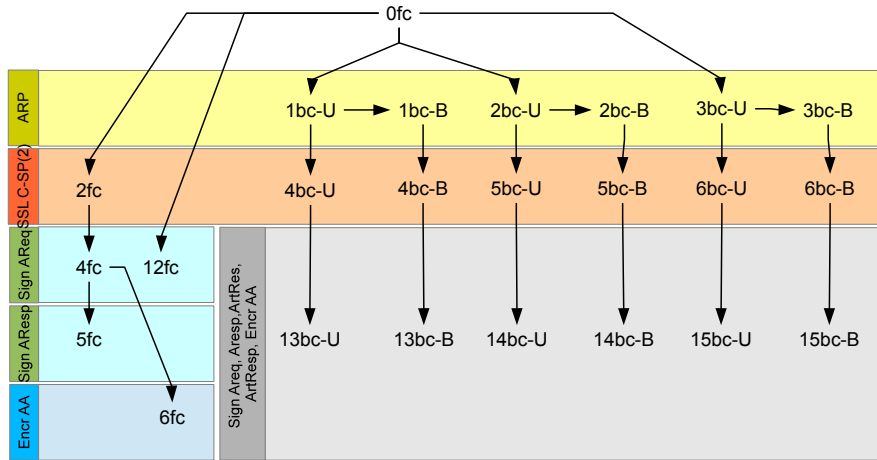 0fc
ARP
1bc-U
1bc-B
2bc-U
2bc-B
3bc-U
3bc-B
SSL C-SP(2)
2fc
4bc-U
4bc-B
5bc-U
5bc-B
6bc-U
6bc-B
Sign AReq
4fc
12fc
Sign Areq, Aresp,ArtRes,
ArtResp, Encr AA
Sign AResp
5fc
13bc-U
13bc-B
14bc-U
14bc-B
15bc-U
15bc-B
Encr AA
6fc